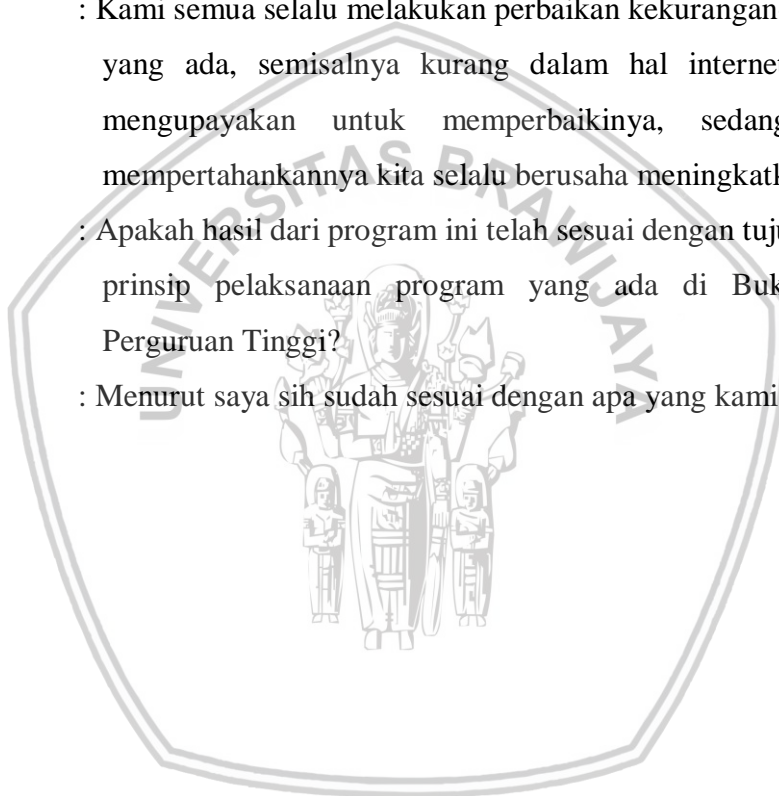 : Kami semua selalu melakukan perbaikan kekurangan
yang ada, semisalnya kurang dalam hal internet
mengupayakan untuk memperbaikinya, sedang
mempertahankannya kita selalu berusaha meningkatk
: Apakah hasil dari program ini telah sesuai dengan tuju
prinsip pelaksanaan program yang ada di Buk
Perguruan Tinggi?
: Menurut saya sih sudah sesuai dengan apa yang kami
UNIVERSITAS BRAWIJAYA